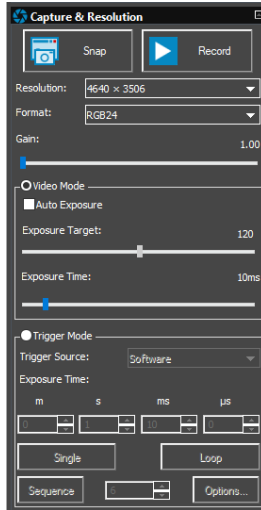 Capture & Resolution
Snap Record
Resolution: 4640 × 3506
Format: RGB24
Gain: 1.00
Video Mode
Auto Exposure
Exposure Target: 120
Exposure Time: 10ms
Trigger Mode
Trigger Source: Software
Exposure Time:
m s ms µs
0 1 10 0
Single Loop
Sequence 6 Options...